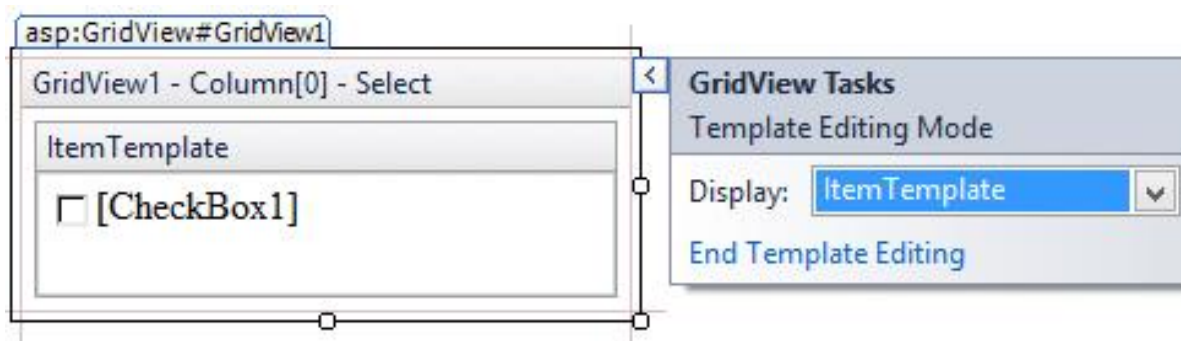 asp:GridView#GridView1
GridView1 - Column[0] - Select
ItemTemplate
[CheckBox1]
GridView Tasks
Template Editing Mode
Display: ItemTemplate
End Template Editing